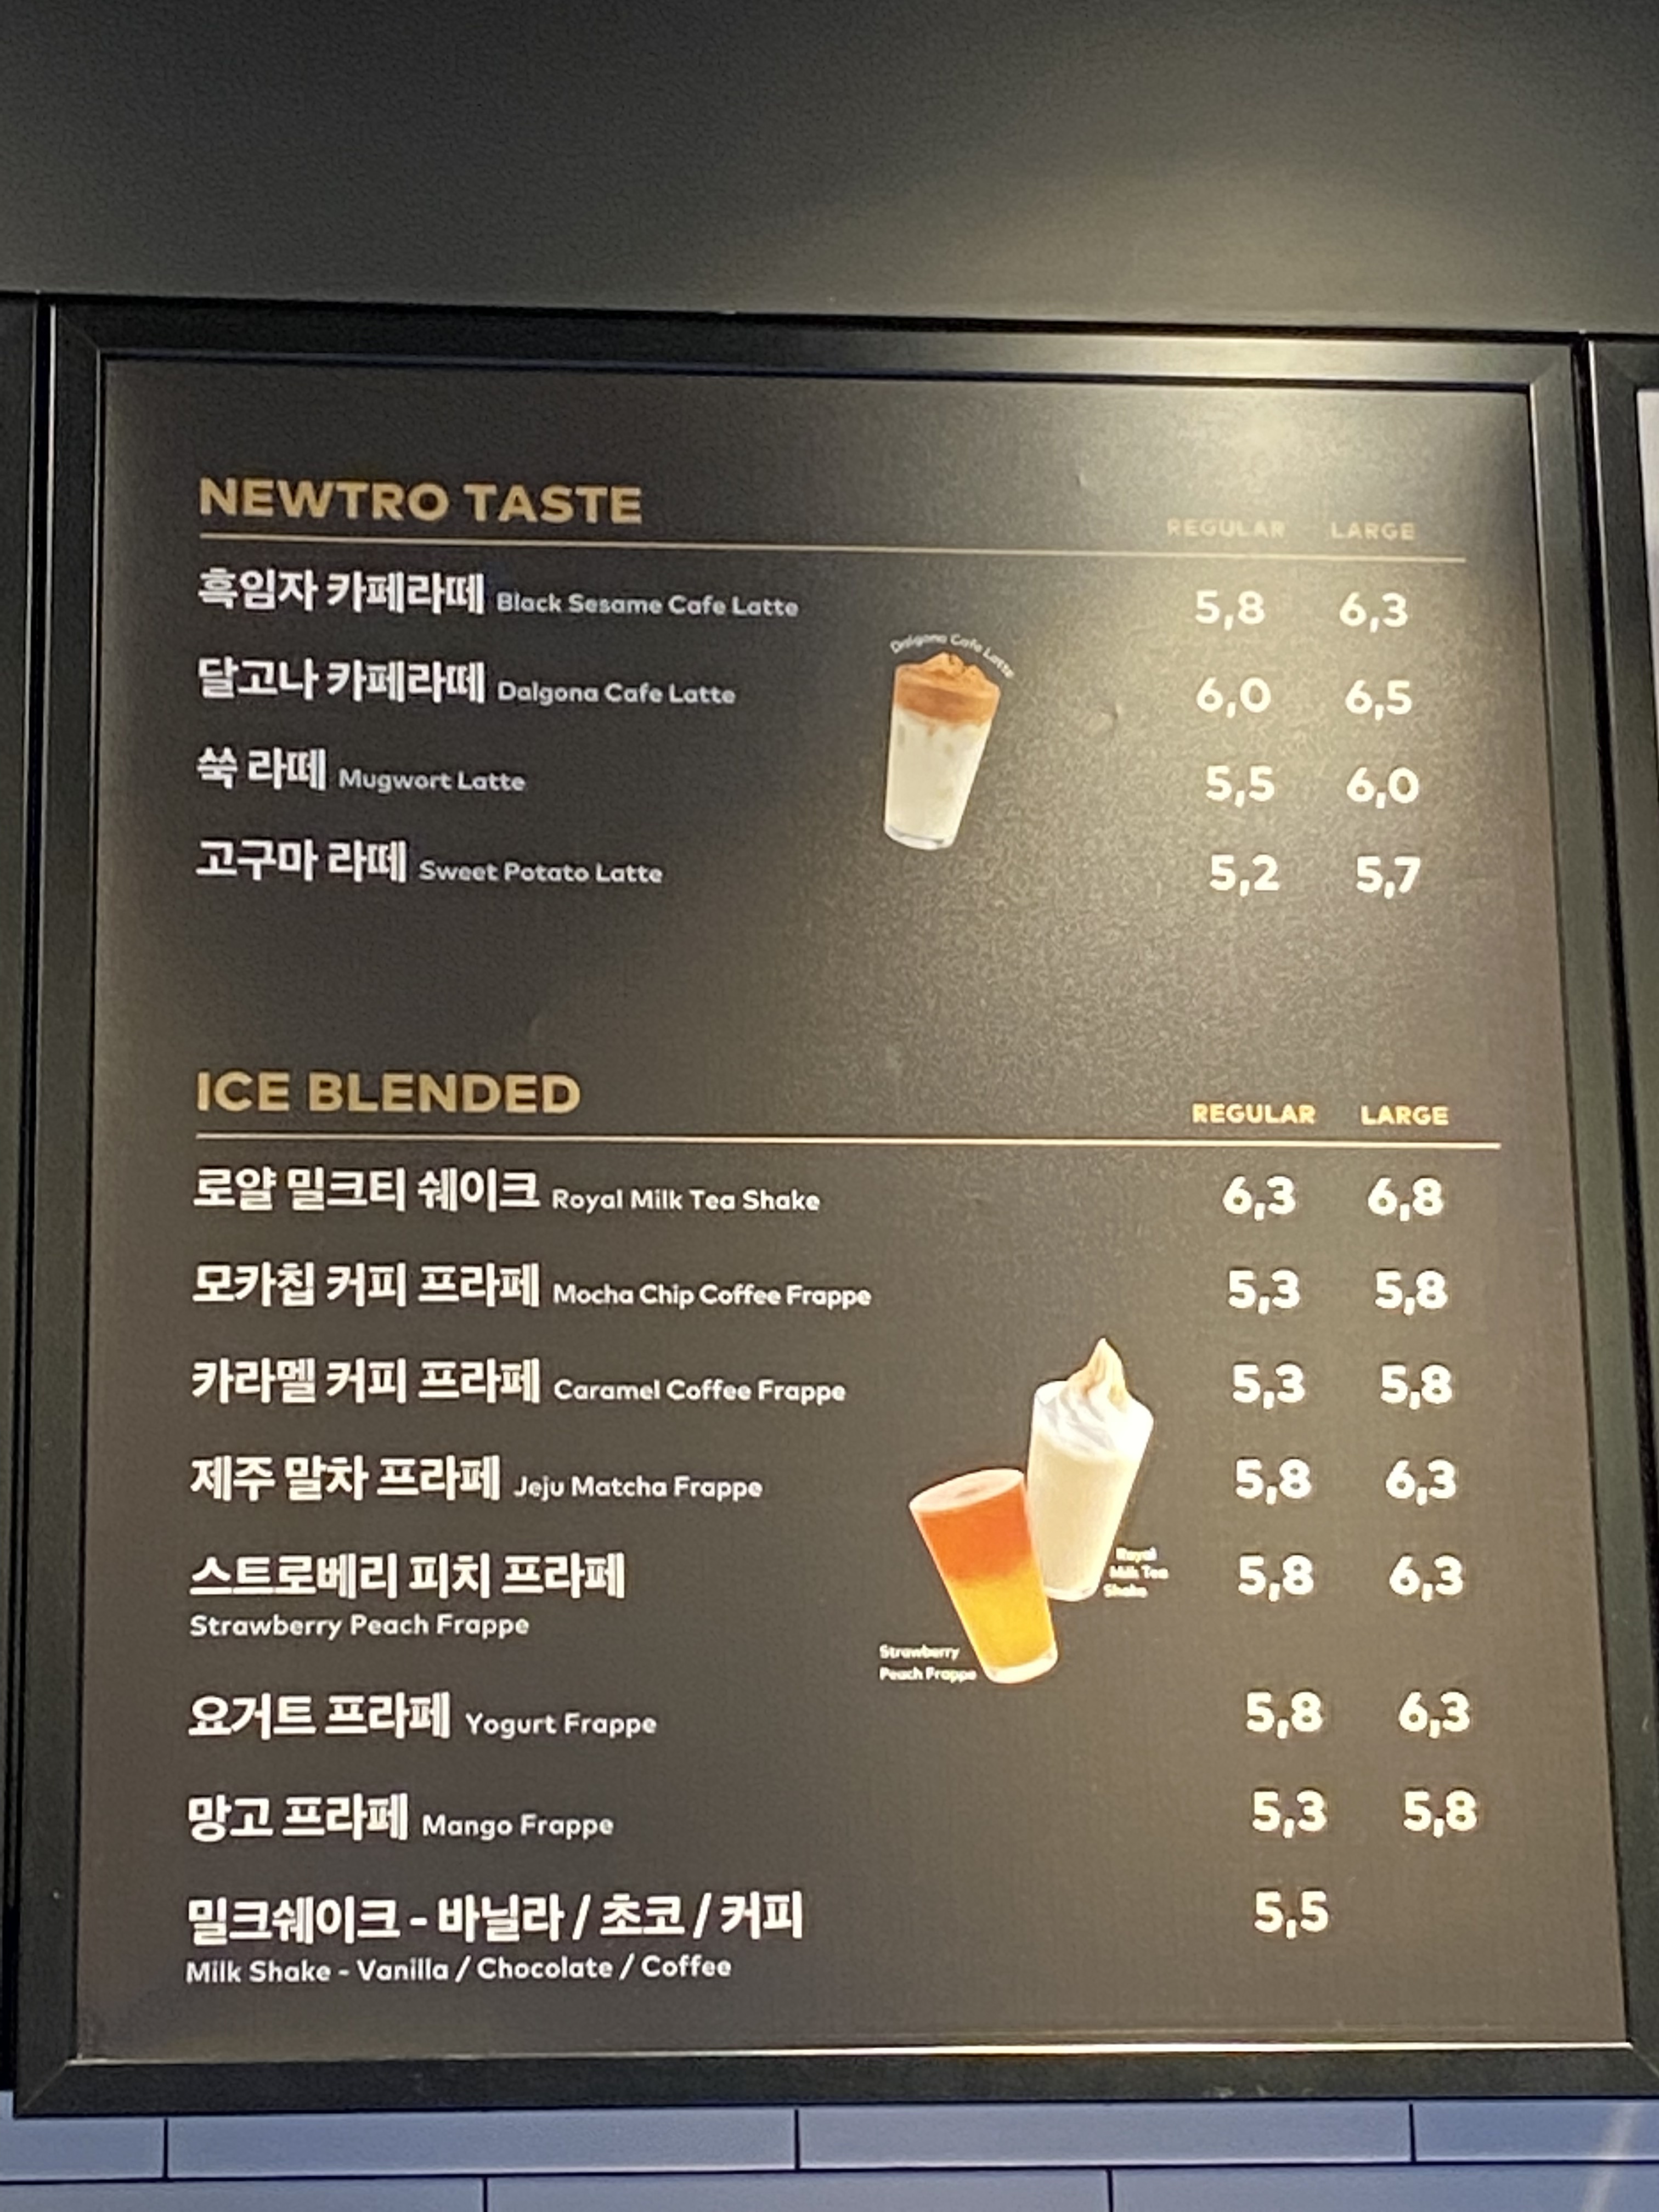 NEWTRO TASTE REGULAR LARGE
흑임자 카페라떼 Black Sesame Cafe Latte 5,8 6,3
Dalgona Cafe Latte
달고나 카페라떼 Dalgona Cafe Latte 6,0 6,5
쑥 라떼 Mugwort Latte 5,5 6,0
고구마 라떼 Sweet Potato Latte 5,2 5,7
ICE BLENDED REGULAR LARGE
로얄 밀크티 쉐이크 Royal Milk Tea Shake 6,3 6,8
모카칩 커피 프라페 Mocha Chip Coffee Frappe 5,3 5,8
카라멜 커피 프라페 Caramel Coffee Frappe 5,3 5,8
제주 말차 프라페 Jeju Matcha Frappe 5,8 6,3
스트로베리 피치 프라페 5,8 6,3
Strawberry Peach Frappe
Royal
Milk Tea
Shake
Strawberry
Peach Frappe
요거트 프라페 Yogurt Frappe 5,8 6,3
망고 프라페 Mango Frappe 5,3 5,8
밀크쉐이크 - 바닐라 / 초코 / 커피 5,5
Milk Shake - Vanilla / Chocolate / Coffee